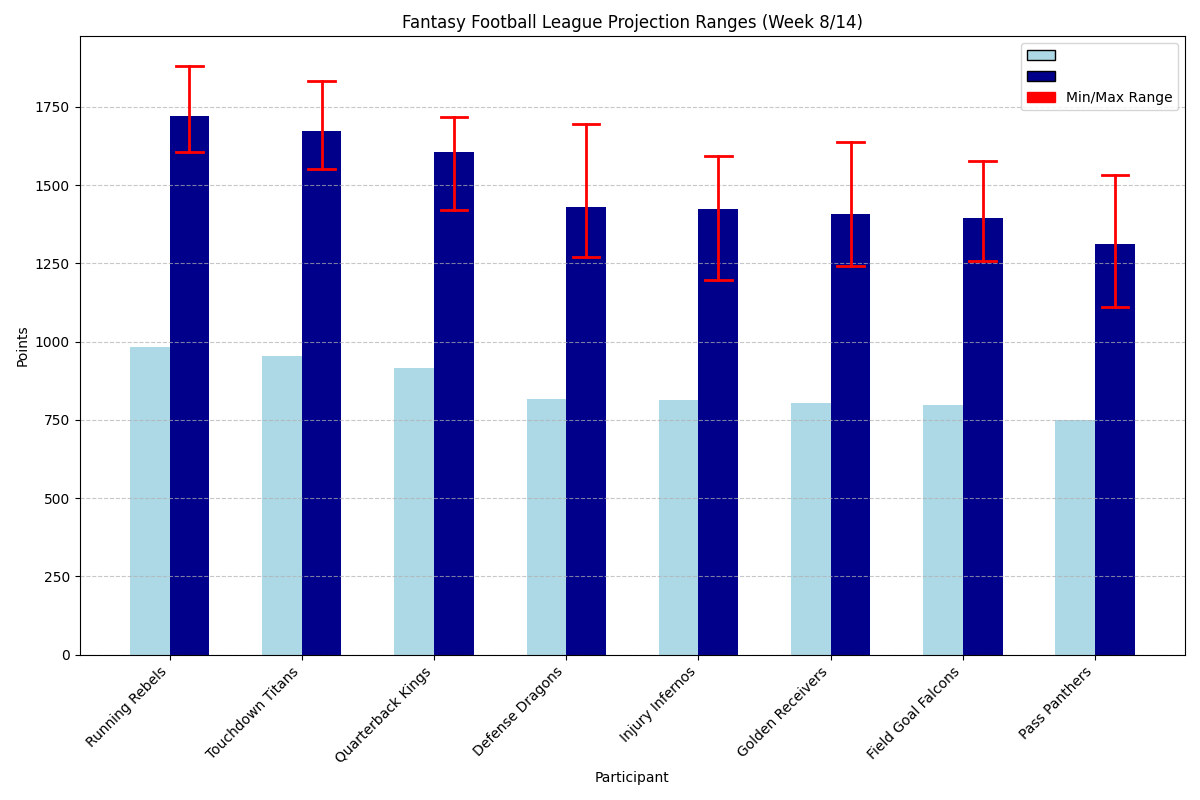 Fantasy Football League Projection Ranges (Week 8/14)
Min/Max Range
Points
1750
1500
1250
1000
750
500
250
0
Running Rebels
Touchdown Titans
Quarterback Kings
Defense Dragons
Injury Infernos
Golden Receivers
Field Goal Falcons
Pass Panthers
Participant